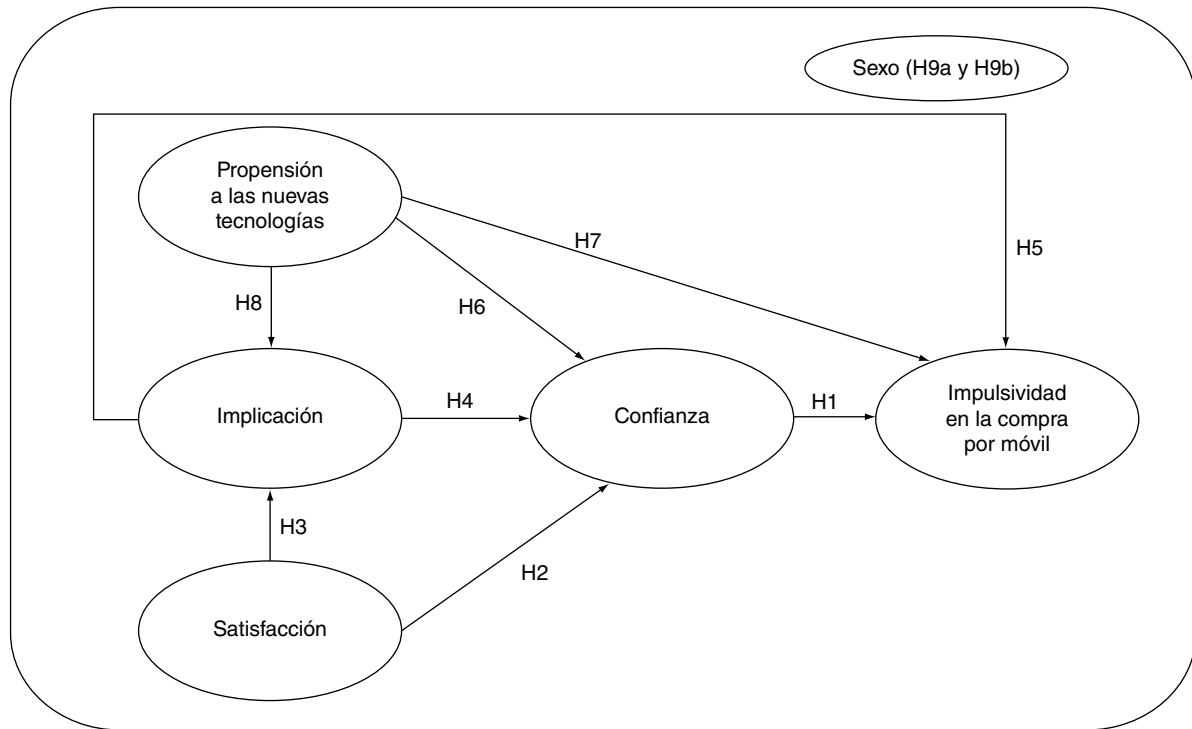 Sexo (H9a y H9b)
Propensión
a las nuevas
tecnologías
H7
H5
H8
H6
Implicación
H4
Confianza
H1
Impulsividad
en la compra
por móvil
H3
H2
Satisfacción